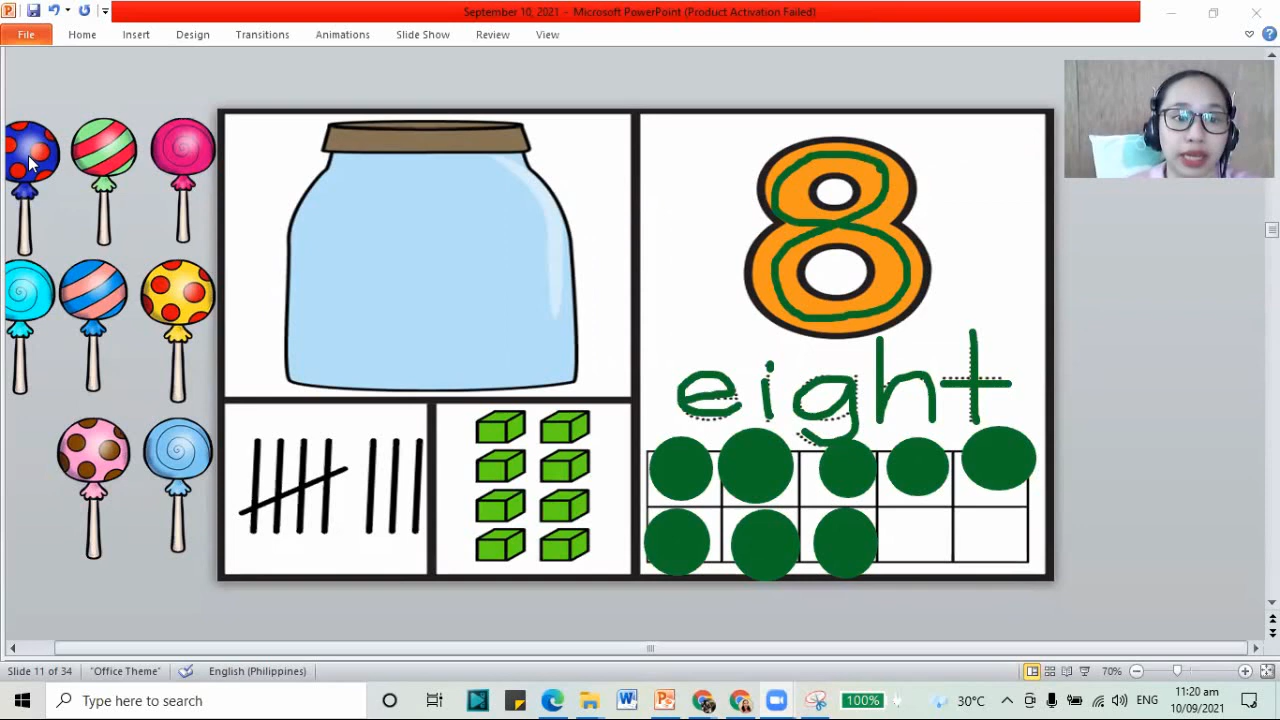 September 10, 2021 - Microsoft PowerPoint (Product Activation Failed)
File Home Insert Design Transitions Animations Slide Show Review View
8
eight
Slide 11 of 34 "Office Theme" English (Philippines) 70%
Type here to search 100% 30°C ENG 11:20 am
10/09/2021